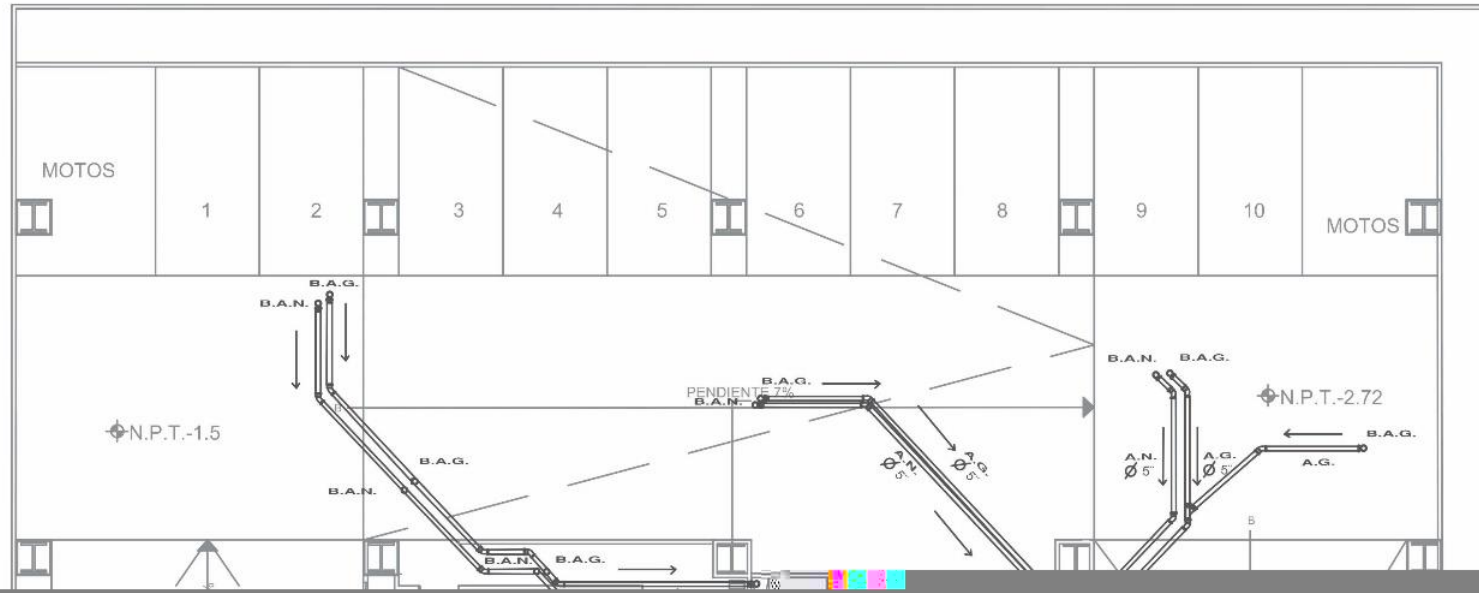 MOTOS
1
2
3
4
5
6
7
8
9
10
MOTOS
B.A.G.
B.A.N.
B.A.N.
B.A.G.
B.A.G.
PENDIENTE 7%
B.A.N.
N.P.T.-2.72
B
N.P.T.-1.5
B.A.G.
A.G.
A.N.
Ø 5"
A.G.
Ø 5"
A.N.
Ø 5"
A.G.
Ø 5"
B.A.G.
B.A.N.
B
B.A.N.
B.A.G.